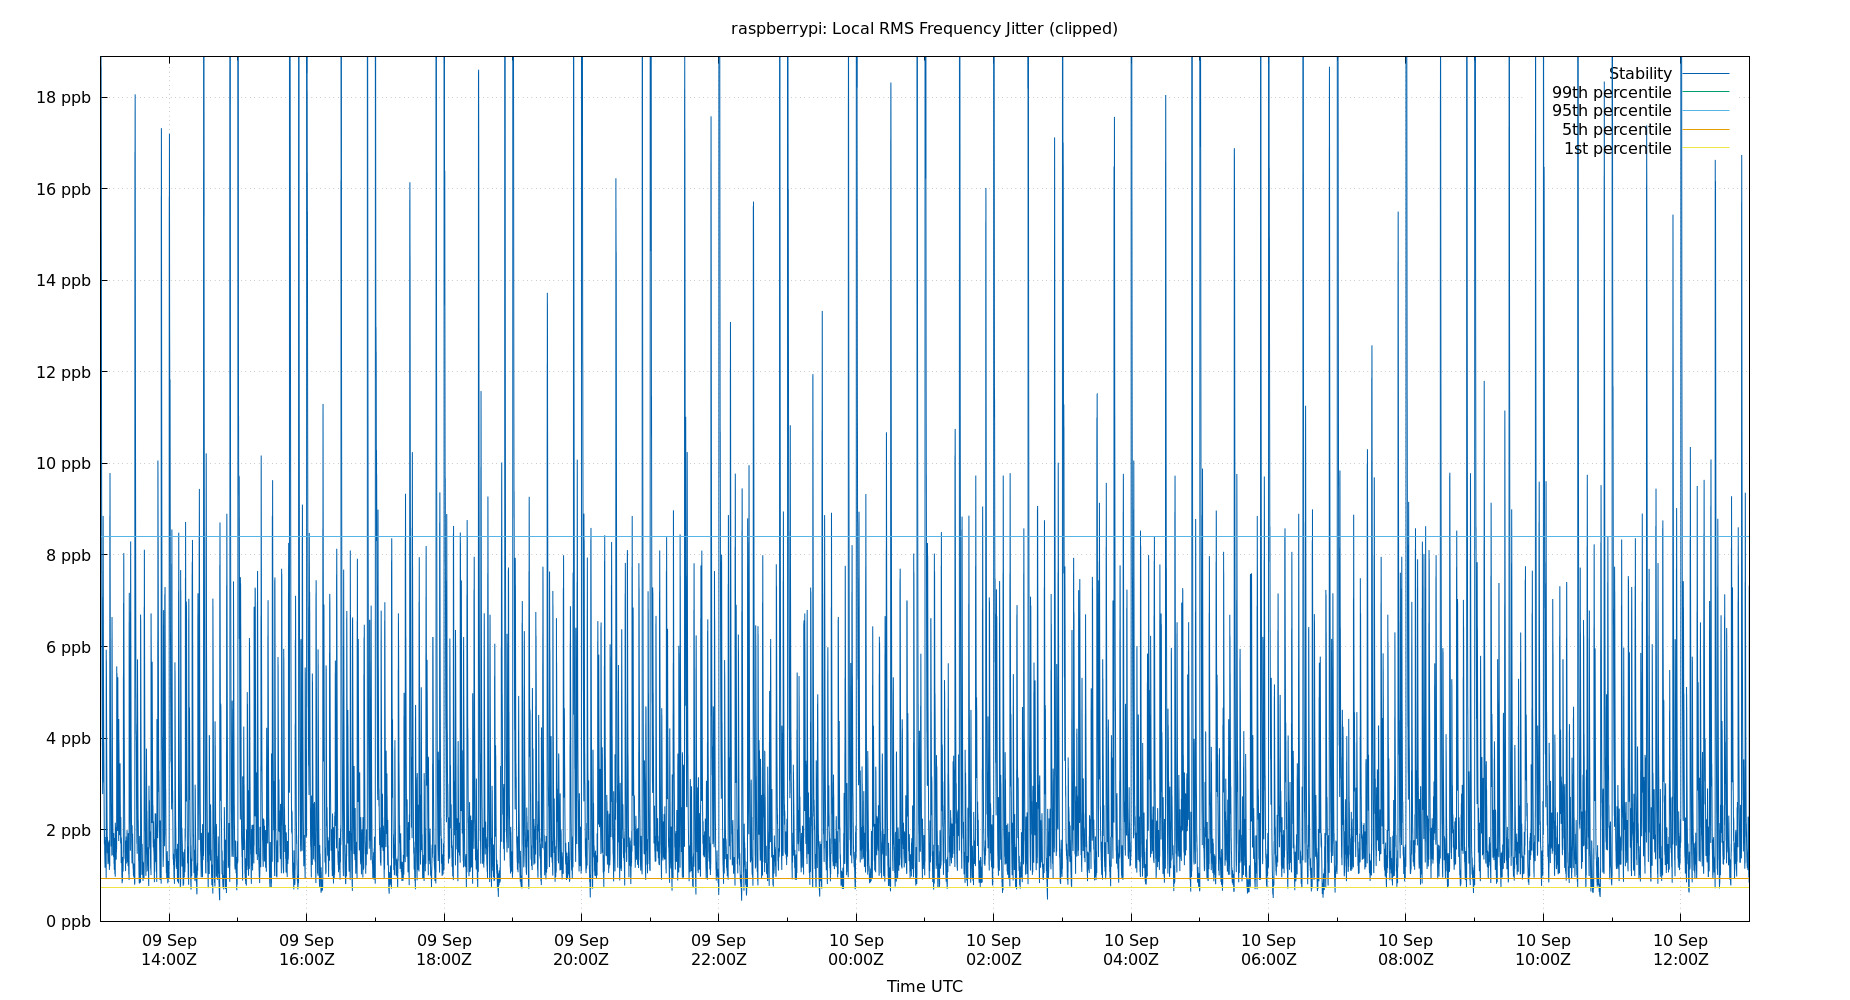 raspberrypi: Local RMS Frequency Jitter (clipped)
Stability
99th percentile
95th percentile
5th percentile
1st percentile
18 ppb
16 ppb
14 ppb
12 ppb
10 ppb
8 ppb
6 ppb
4 ppb
2 ppb
0 ppb
09 Sep 09 Sep 09 Sep 09 Sep 09 Sep 10 Sep 10 Sep 10 Sep 10 Sep 10 Sep 10 Sep 10 Sep
14:00Z 16:00Z 18:00Z 20:00Z 22:00Z 00:00Z 02:00Z 04:00Z 06:00Z 08:00Z 10:00Z 12:00Z
Time UTC